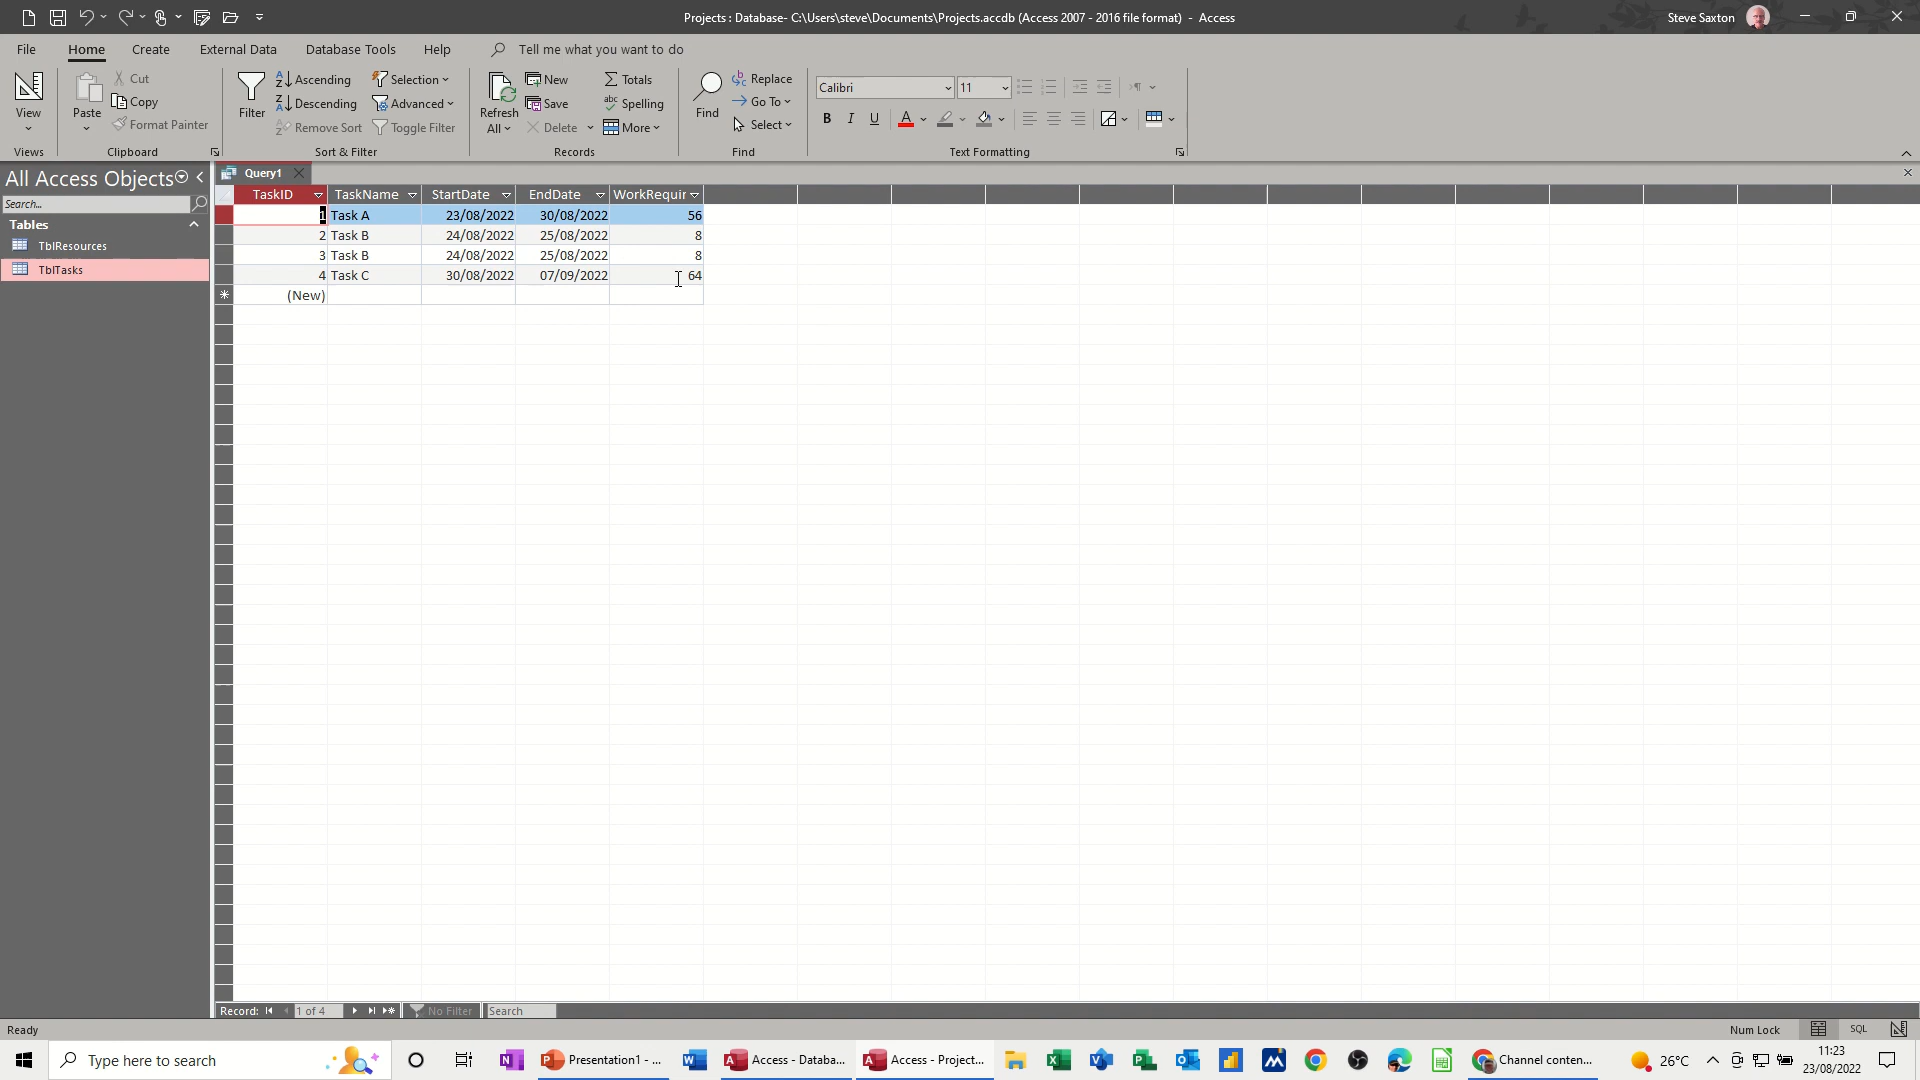 Projects : Database- C:\Users\steve\Documents\Projects.accdb (Access 2007 - 2016 file format) - Access
Steve Saxton
File Home Create External Data Database Tools Help Tell me what you want to do
View
Views
Paste
Cut
Copy
Format Painter
Clipboard
Filter
Ascending
Descending
Remove Sort
Selection
Advanced
Toggle Filter
Sort & Filter
Refresh
All
New
Save
Delete
Totals
Spelling
More
Records
Find
Replace
Go To
Select
Find
Calibri 11
B I U
Text Formatting
All Access Objects
Search...
Tables
TblResources
TblTasks
Query1
TaskID TaskName StartDate EndDate WorkRequir
1 Task A 23/08/2022 30/08/2022 56
2 Task B 24/08/2022 25/08/2022 8
3 Task B 24/08/2022 25/08/2022 8
4 Task C 30/08/2022 07/09/2022 64
(New)
Record: 1 of 4 No Filter Search
Ready
Num Lock SQL
Type here to search
Presentation1 - ...
Access - Databa...
Access - Project...
Channel conten...
26°C
11:23
23/08/2022